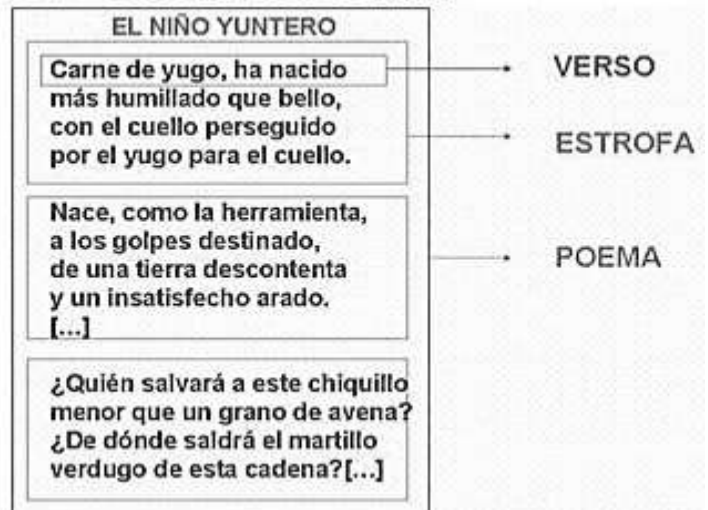 EL NIÑO YUNTERO
Carne de yugo, ha nacido
más humillado que bello,
con el cuello perseguido
por el yugo para el cuello.
Nace, como la herramienta,
a los golpes destinado,
de una tierra descontenta
y un insatisfecho arado.
[...]
¿Quién salvará a este chiquillo
menor que un grano de avena?
¿De dónde saldrá el martillo
verdugo de esta cadena?[...]
VERSO
ESTROFA
POEMA